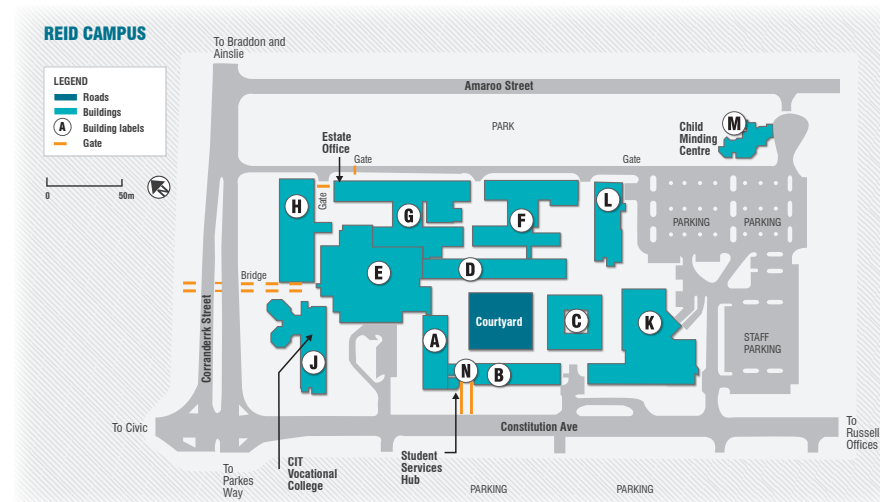 REID CAMPUS
To Braddon and
Ainslie
LEGEND
Roads
Buildings
A Building labels
Gate
0 50m
Amaroo Street
PARK
Estate
Office
Gate
Gate
Child
Minding
Centre
M
H
Gate
G
F
L
PARKING
PARKING
E
D
Bridge
Corranderrk Street
Courtyard
C
K
A
STAFF
PARKING
J
N
B
To Civic
Constitution Ave
To
Russell
Offices
To
Parkes
Way
CIT
Vocational
College
Student
Services
Hub
PARKING
PARKING